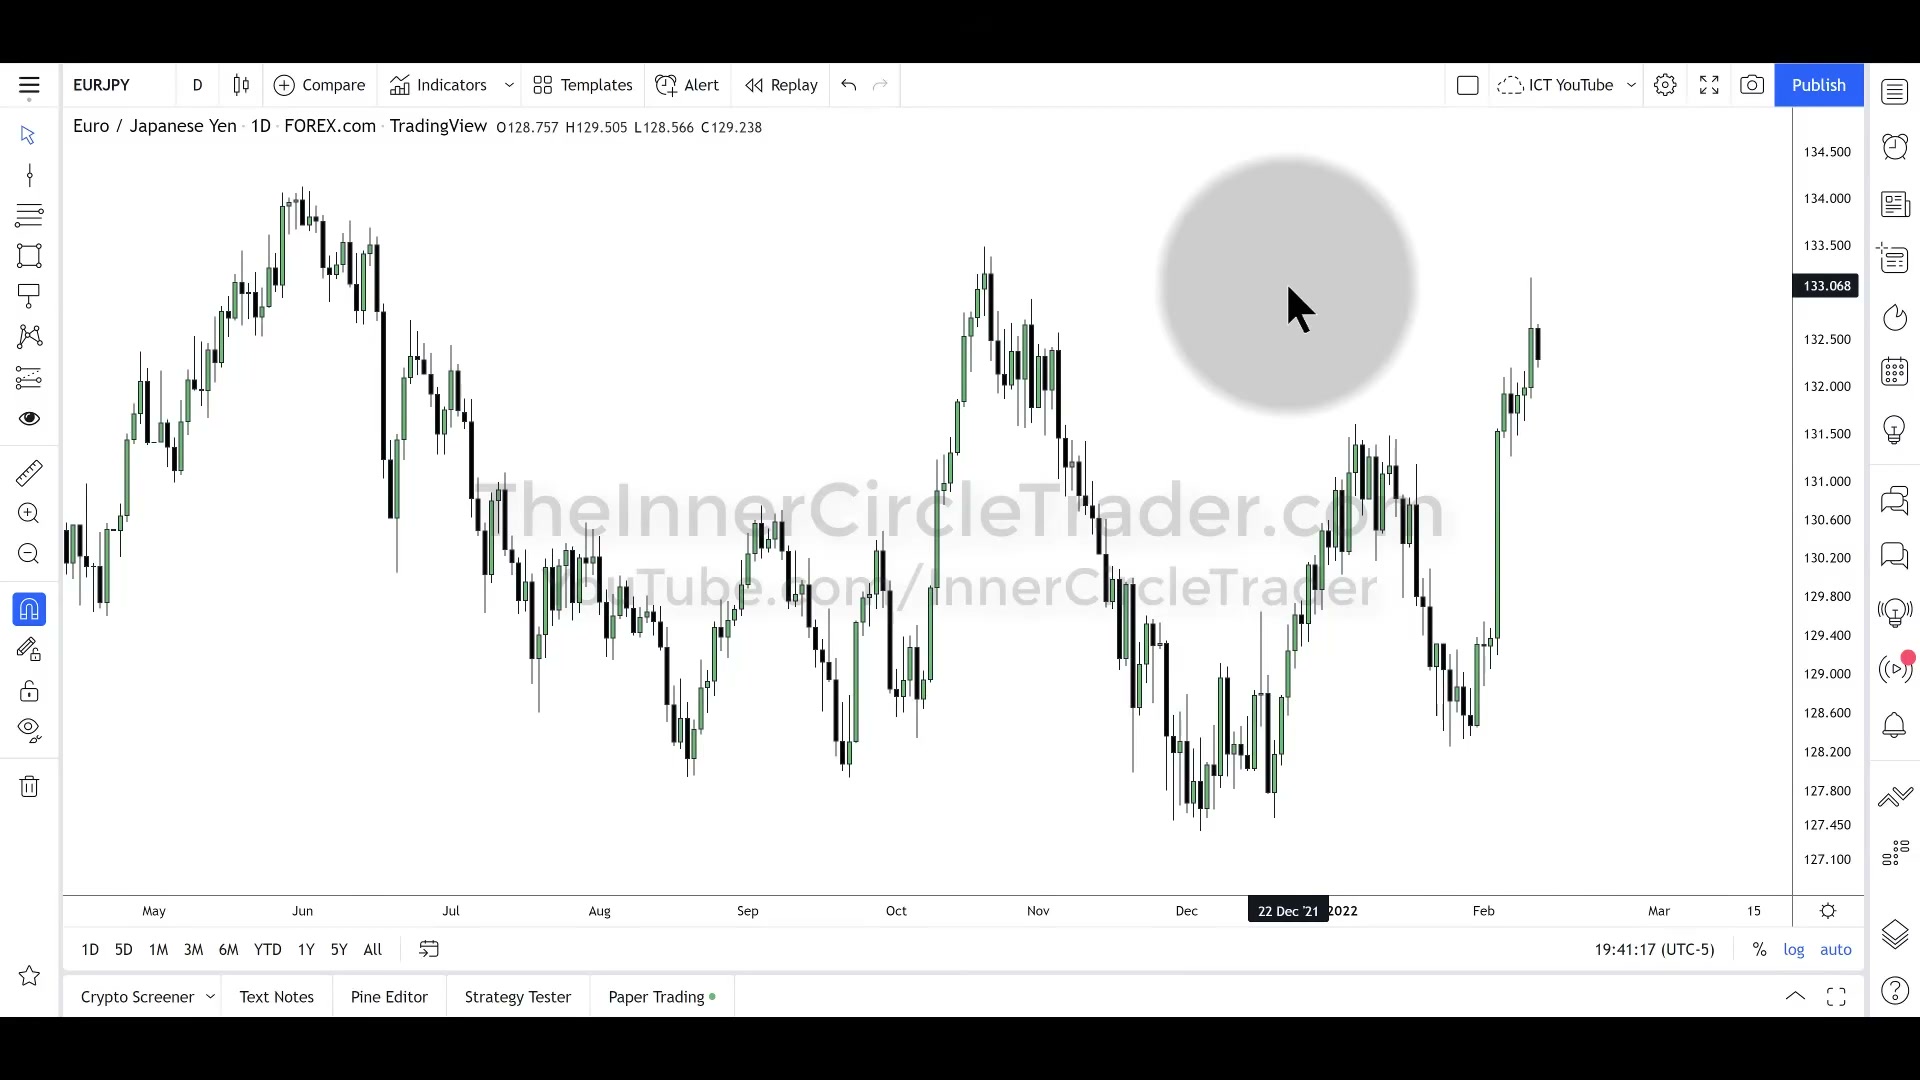 EURJPY D Compare Indicators Templates Alert Replay ICT YouTube Publish
Euro / Japanese Yen · 1D · FOREX.com · TradingView O128.757 H129.505 L128.566 C129.238
134.500
134.000
133.500
133.068
132.500
132.000
131.500
131.000
TheInnerCircleTrader.com
130.600
130.200
YouTube.com/InnerCircleTrader
129.800
129.400
129.000
128.600
128.200
127.800
127.450
127.100
May Jun Jul Aug Sep Oct Nov Dec 22 Dec '21 2022 Feb Mar 15
1D 5D 1M 3M 6M YTD 1Y 5Y All 19:41:17 (UTC-5) % log auto
Crypto Screener Text Notes Pine Editor Strategy Tester Paper Trading